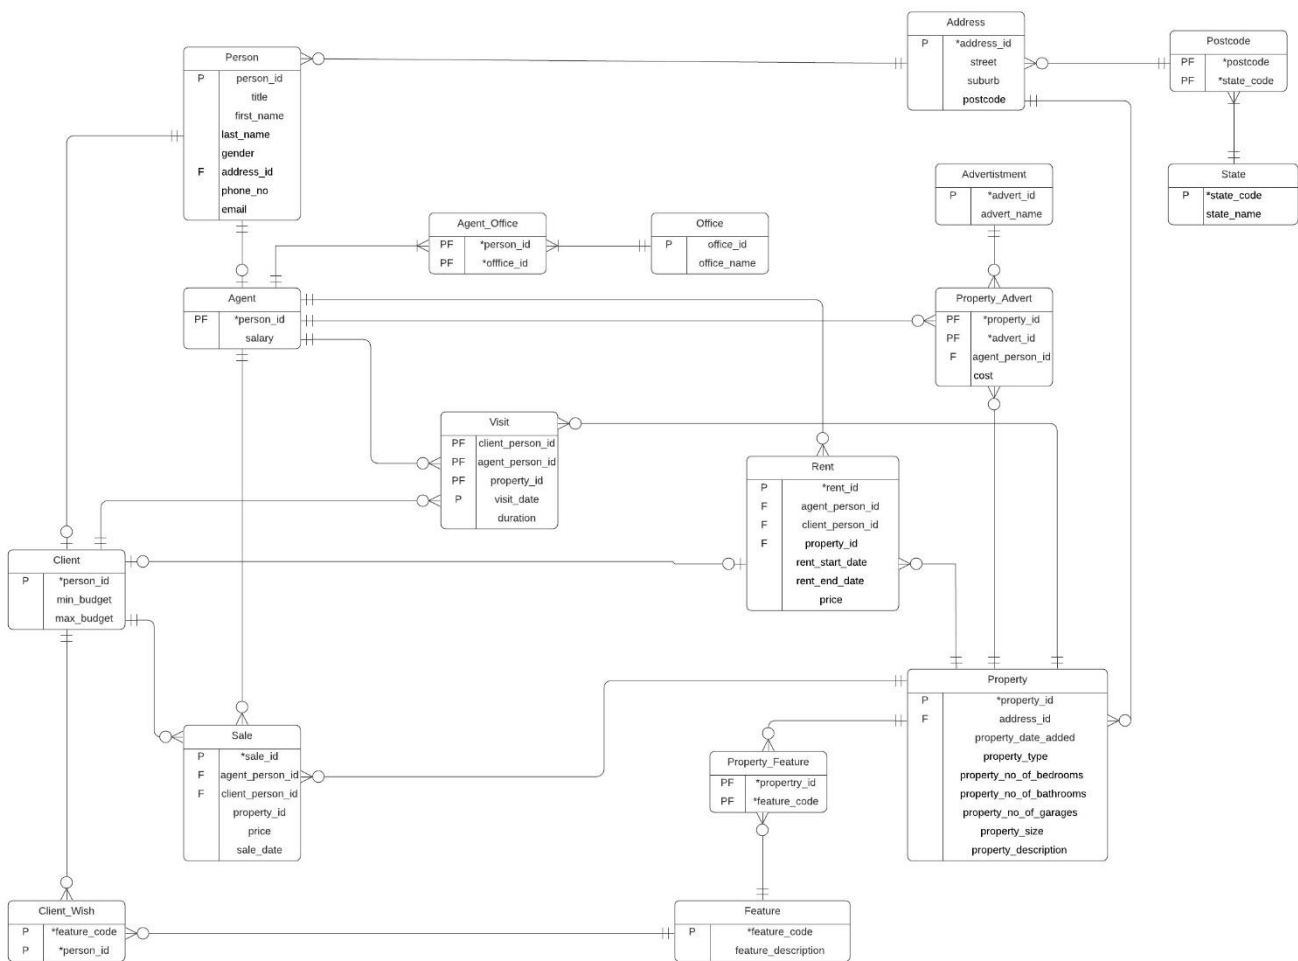 Address
P *address_id
street
suburb
postcode
Postcode
PF *postcode
PF *state_code
Person
P person_id
title
first_name
last_name
gender
F address_id
phone_no
email
Advertistment
P *advert_id
advert_name
State
P *state_code
state_name
Agent_Office
PF *person_id
PF *offfice_id
Office
P office_id
office_name
Agent
PF *person_id
salary
Property_Advert
PF *property_id
PF *advert_id
F agent_person_id
cost
Visit
PF client_person_id
PF agent_person_id
PF property_id
P visit_date
duration
Rent
P *rent_id
F agent_person_id
F client_person_id
F property_id
rent_start_date
rent_end_date
price
Client
P *person_id
min_budget
max_budget
Property
P *property_id
F address_id
property_date_added
property_type
property_no_of_bedrooms
property_no_of_bathrooms
property_no_of_garages
property_size
property_description
Sale
P *sale_id
F agent_person_id
F client_person_id
property_id
price
sale_date
Property_Feature
PF *propertry_id
PF *feature_code
Client_Wish
P *feature_code
P *person_id
Feature
P *feature_code
feature_description